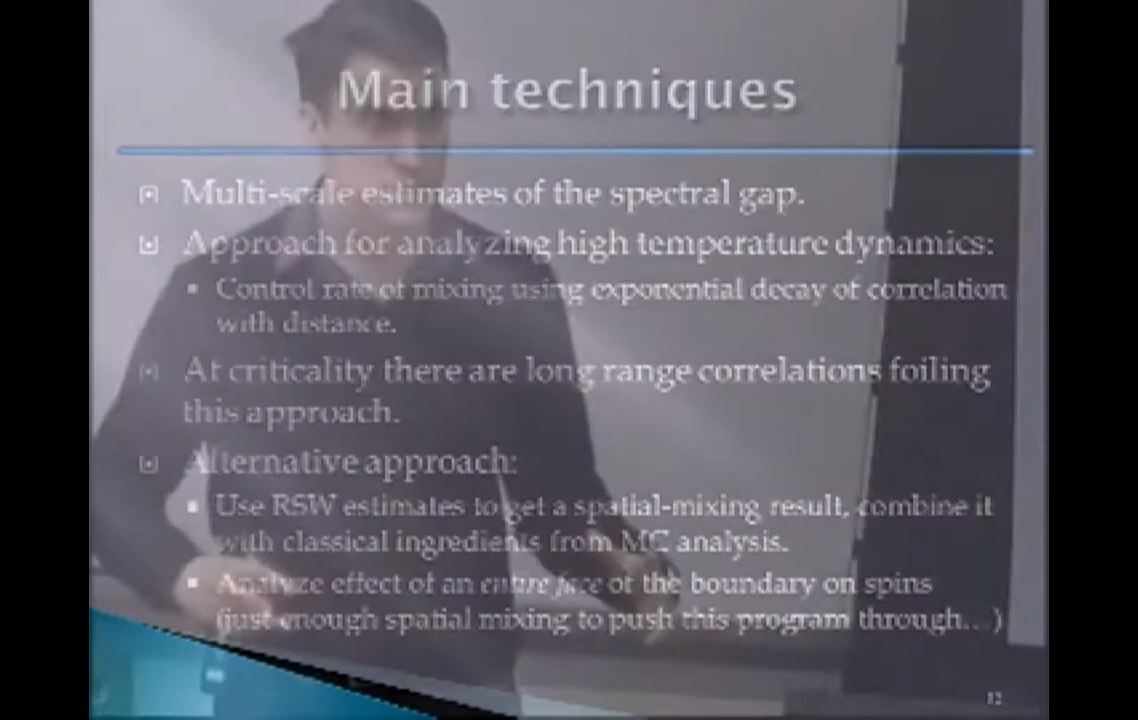 Main techniques
Multi-scale estimates of the spectral gap.
Approach for analyzing high temperature dynamics:
Control rate of mixing using exponential decay of correlation
with distance.
At criticality there are long range correlations foiling
this approach.
Alternative approach:
Use RSW estimates to get a spatial-mixing result, combine it
with classical ingredients from MC analysis.
Analyze effect of an entire face of the boundary on spins
(just enough spatial mixing to push this program through…)
12